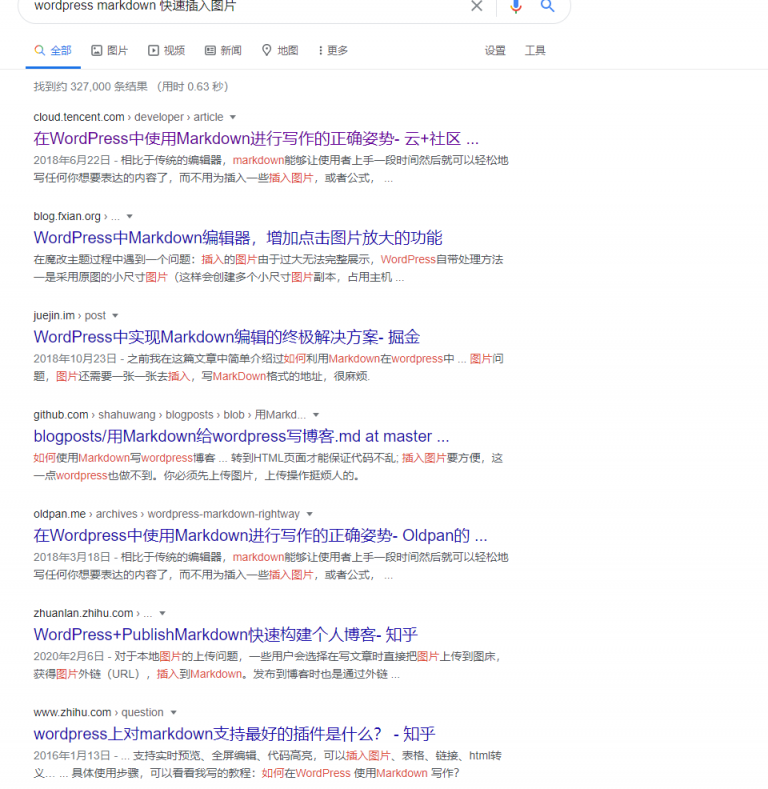 wordpress markdown 快速插入图片
全部 图片 视频 新闻 地图 更多 设置 工具
找到约 327,000 条结果 （用时 0.63 秒）
cloud.tencent.com › developer › article
在WordPress中使用Markdown进行写作的正确姿势- 云+社区 ...
2018年6月22日 - 相比于传统的编辑器，markdown能够让使用者上手一段时间然后就可以轻松地
写任何你想要表达的内容了，而不用为插入一些插入图片，或者公式， ...
blog.fxian.org › ...
WordPress中Markdown编辑器，增加点击图片放大的功能
在魔改主题过程中遇到一个问题：插入的图片由于过大无法完整展示，WordPress自带处理方法
一是采用原图的小尺寸图片（这样会创建多个小尺寸图片副本，占用主机 ...
juejin.im › post
WordPress中实现Markdown编辑的终极解决方案- 掘金
2018年10月23日 - 之前我在这篇文章中简单介绍过如何利用Markdown在wordpress中 ... 图片问
题，图片还需要一张一张去插入，写MarkDown格式的地址，很麻烦.
github.com › shahuwang › blogposts › blob › 用Markd...
blogposts/用Markdown给wordpress写博客.md at master ...
如何使用Markdown写wordpress博客 ... 转到HTML页面才能保证代码不乱; 插入图片要方便，这
一点wordpress也做不到。你必须先上传图片，上传操作挺烦人的。
oldpan.me › archives › wordpress-markdown-rightway
在Wordpress中使用Markdown进行写作的正确姿势- Oldpan的 ...
2018年3月18日 - 相比于传统的编辑器，markdown能够让使用者上手一段时间然后就可以轻松地
写任何你想要表达的内容了，而不用为插入一些插入图片，或者公式， ...
zhuanlan.zhihu.com › ...
WordPress+PublishMarkdown快速构建个人博客- 知乎
2020年2月6日 - 对于本地图片的上传问题，一些用户会选择在写文章时直接把图片上传到图床，
获得图片外链（URL），插入到Markdown。发布到博客时也是通过外链 ...
www.zhihu.com › question
wordpress上对markdown支持最好的插件是什么？ - 知乎
2016年1月13日 - ... 支持实时预览、全屏编辑、代码高亮，可以插入图片、表格、链接、html转
义… ... 具体使用步骤，可以看看我写的教程：如何在WordPress 使用Markdown 写作?